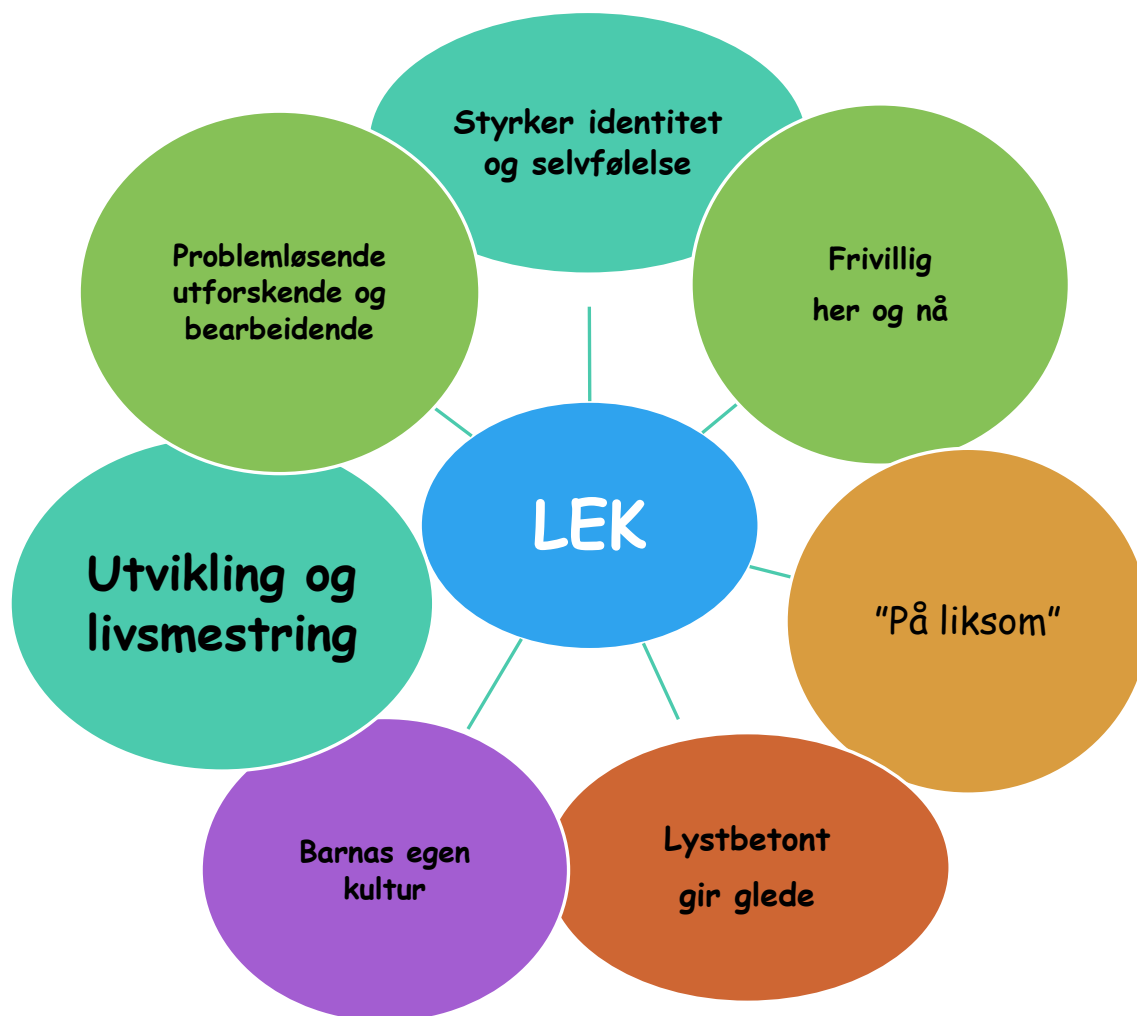 Styrker identitet
og selvfølelse
Frivillig
her og nå
"På liksom"
Lystbetont
gir glede
Barnas egen
kultur
Utvikling og
livsmestring
Problemløsende
utforskende og
bearbeidende
LEK